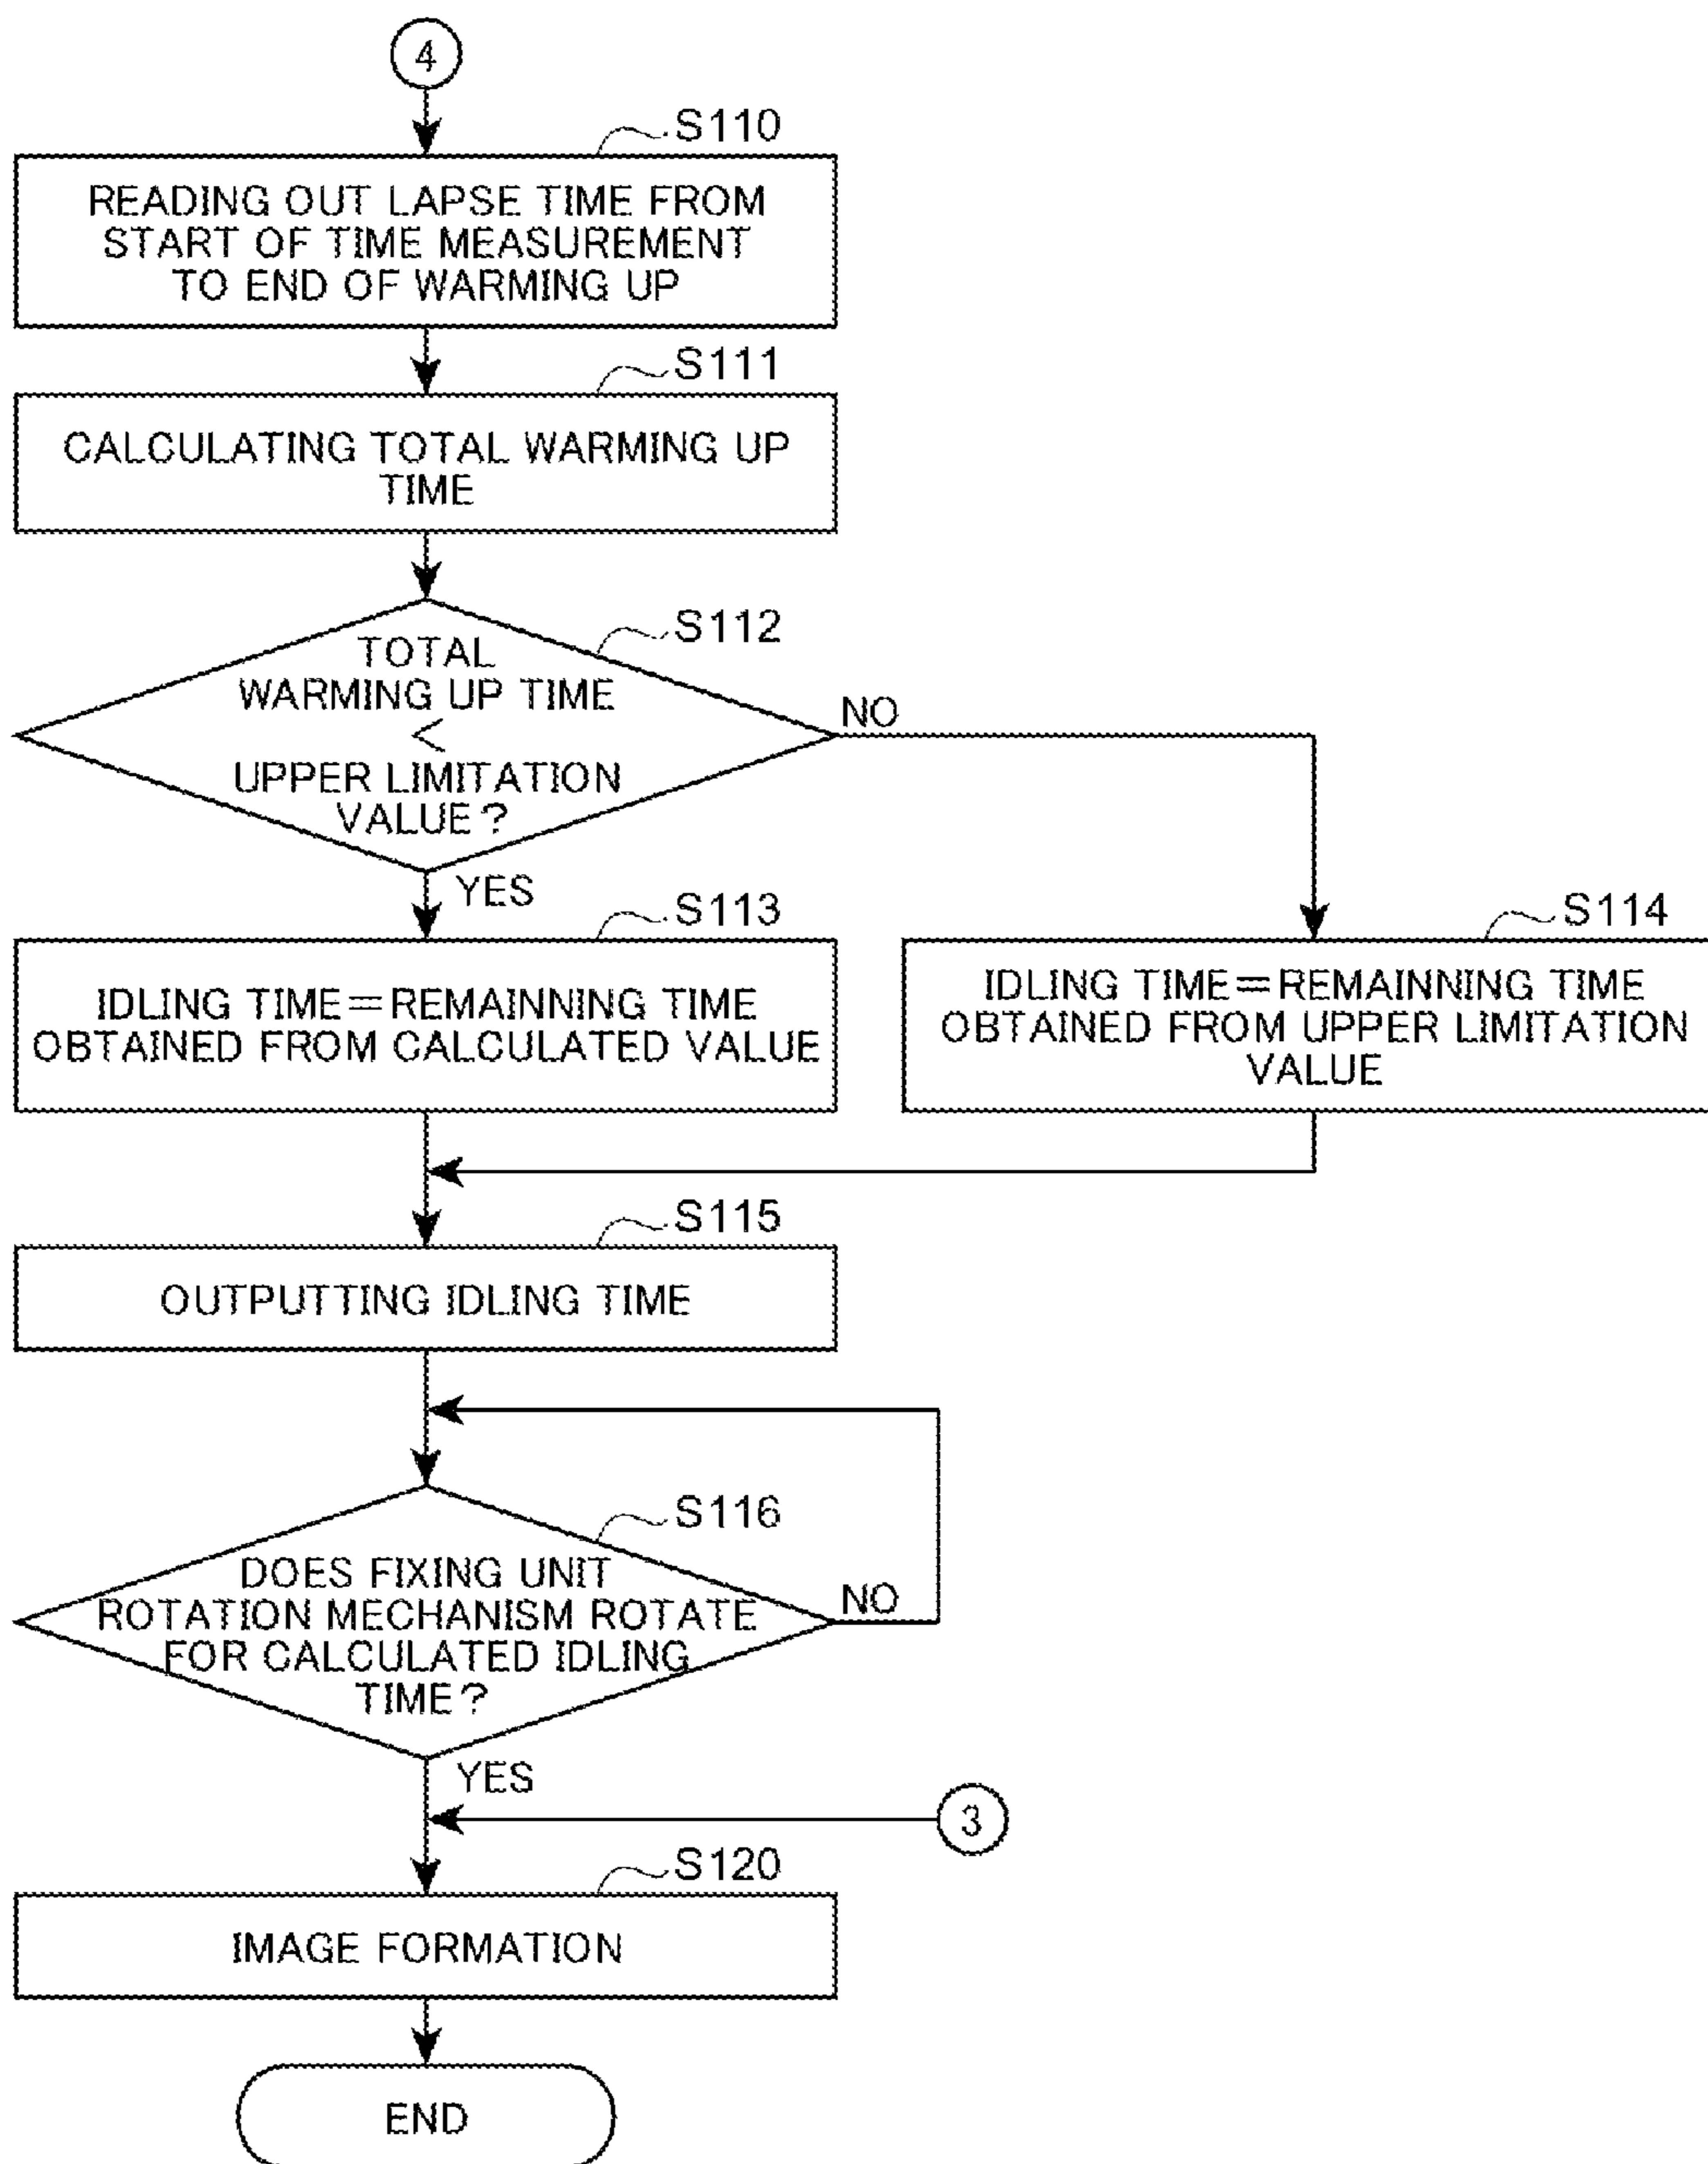 4
S110
READING OUT LAPSE TIME FROM
START OF TIME MEASUREMENT
TO END OF WARMING UP
S111
CALCULATING TOTAL WARMING UP
TIME
S112
TOTAL
WARMING UP TIME
<
UPPER LIMITATION
VALUE?
NO
YES
S113
IDLING TIME=REMAINNING TIME
OBTAINED FROM CALCULATED VALUE
S114
IDLING TIME=REMAINNING TIME
OBTAINED FROM UPPER LIMITATION
VALUE
S115
OUTPUTTING IDLING TIME
S116
DOES FIXING UNIT
ROTATION MECHANISM ROTATE
FOR CALCULATED IDLING
TIME?
NO
YES
3
S120
IMAGE FORMATION
END